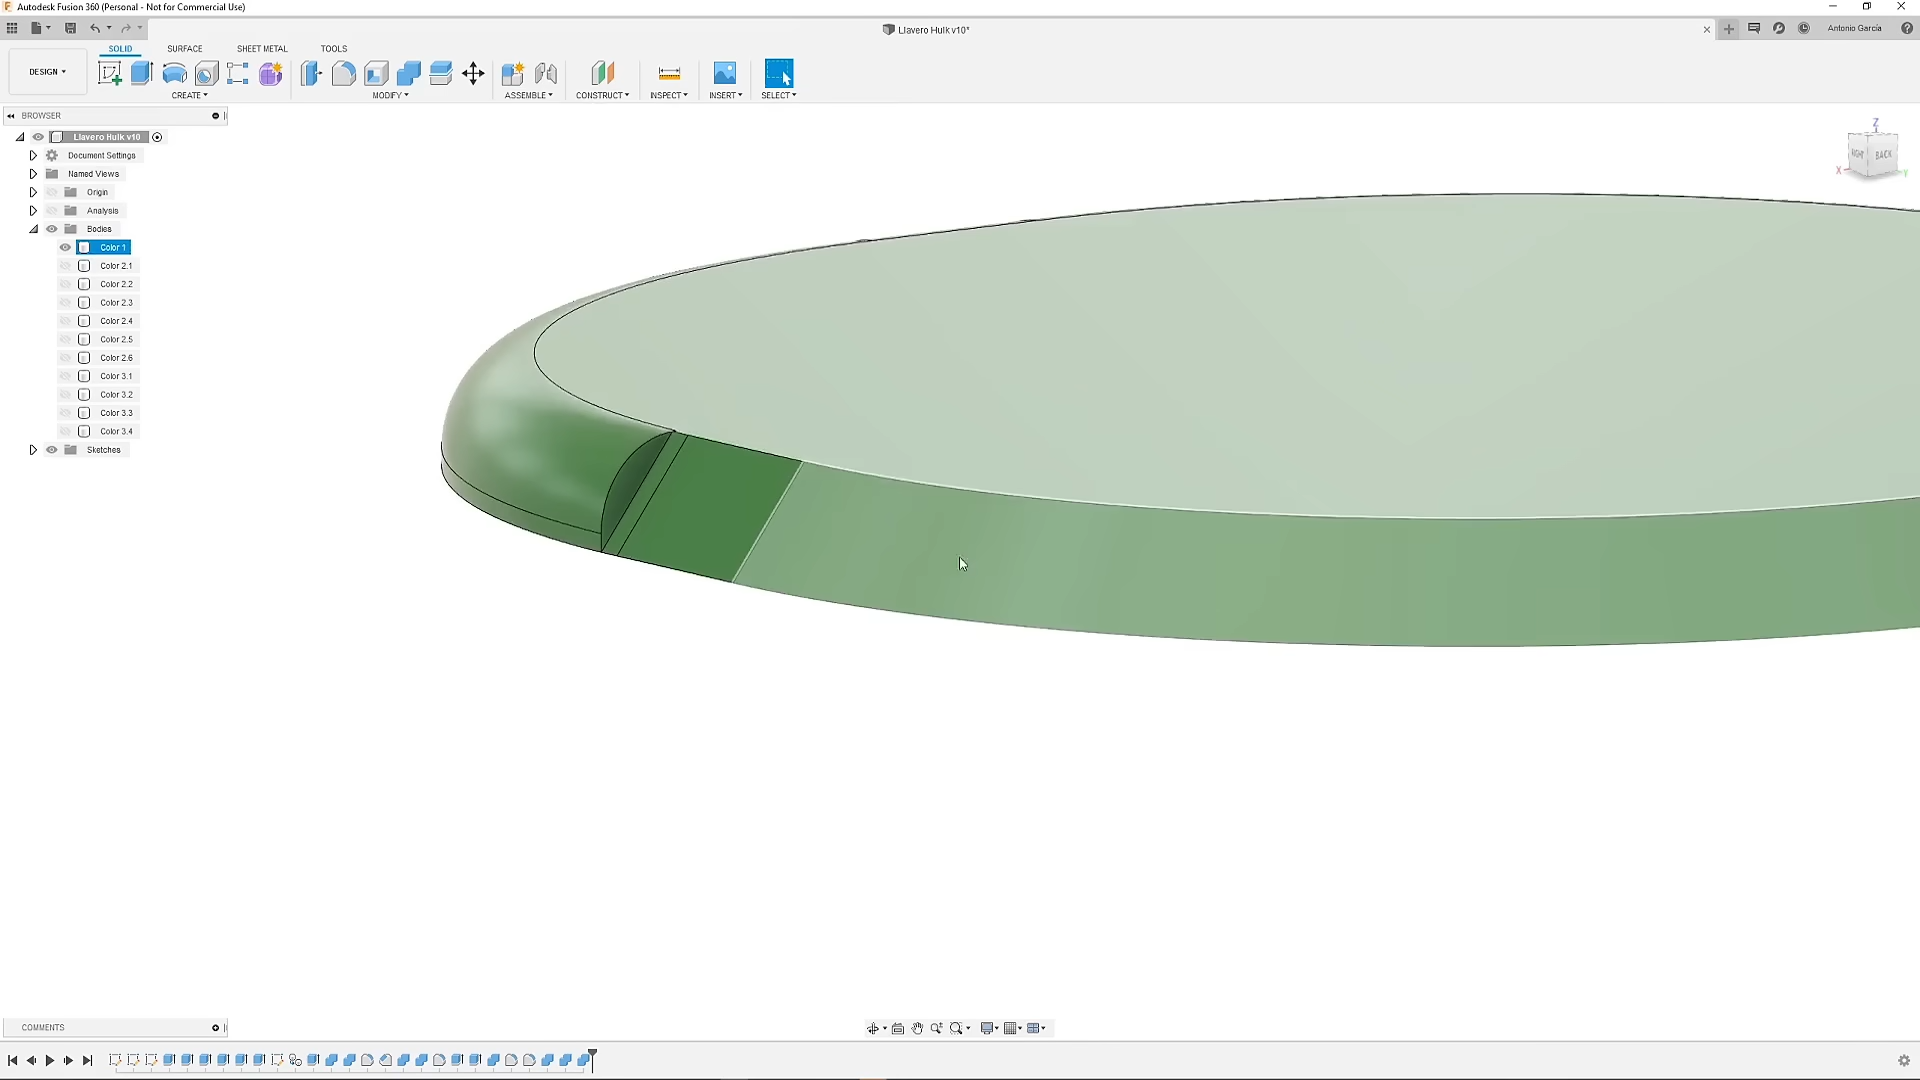 Autodesk Fusion 360 (Personal - Not for Commercial Use)
Llavero Hulk v10*
Antonio García
SOLID SURFACE SHEET METAL TOOLS
DESIGN
CREATE MODIFY ASSEMBLE CONSTRUCT INSPECT INSERT SELECT
BROWSER
Llavero Hulk v10
Document Settings
Named Views
Origin
Analysis
Bodies
Color 1
Color 2.1
Color 2.2
Color 2.3
Color 2.4
Color 2.5
Color 2.6
Color 3.1
Color 3.2
Color 3.3
Color 3.4
Sketches
Z
RIGHT BACK
X Y
COMMENTS